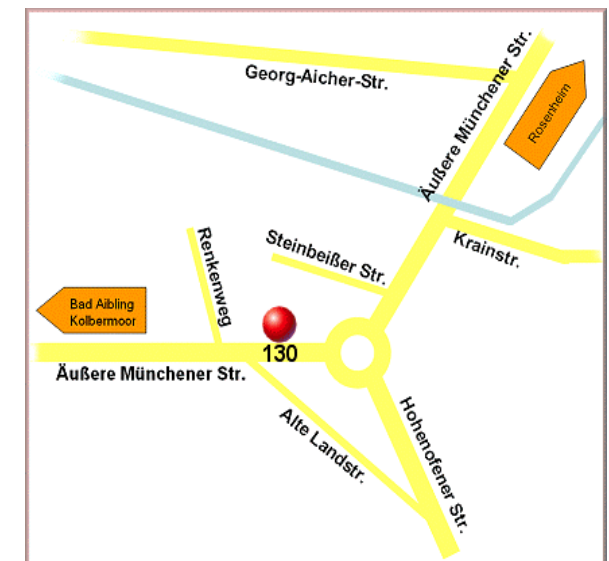 Äußere Münchener Str.
Georg-Aicher-Str.
Rosenheim
Krainstr.
Steinbeißer Str.
Renkenweg
Bad Aibling
Kolbermoor
130
Äußere Münchener Str.
Alte Landstr.
Hohenofener Str.